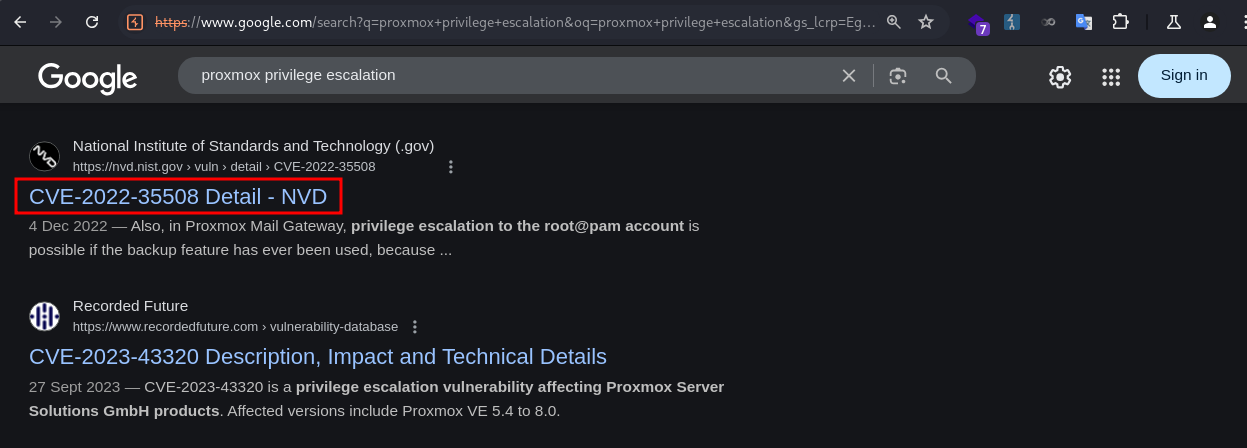 https://www.google.com/search?q=proxmox+privilege+escalation&oq=proxmox+privilege+escalation&gs_lcrp=Eg...
7
Google
proxmox privilege escalation
Sign in
National Institute of Standards and Technology (.gov)
https://nvd.nist.gov › vuln › detail › CVE-2022-35508
CVE-2022-35508 Detail - NVD
4 Dec 2022 — Also, in Proxmox Mail Gateway, privilege escalation to the root@pam account is
possible if the backup feature has ever been used, because ...
Recorded Future
https://www.recordedfuture.com › vulnerability-database
CVE-2023-43320 Description, Impact and Technical Details
27 Sept 2023 — CVE-2023-43320 is a privilege escalation vulnerability affecting Proxmox Server
Solutions GmbH products. Affected versions include Proxmox VE 5.4 to 8.0.